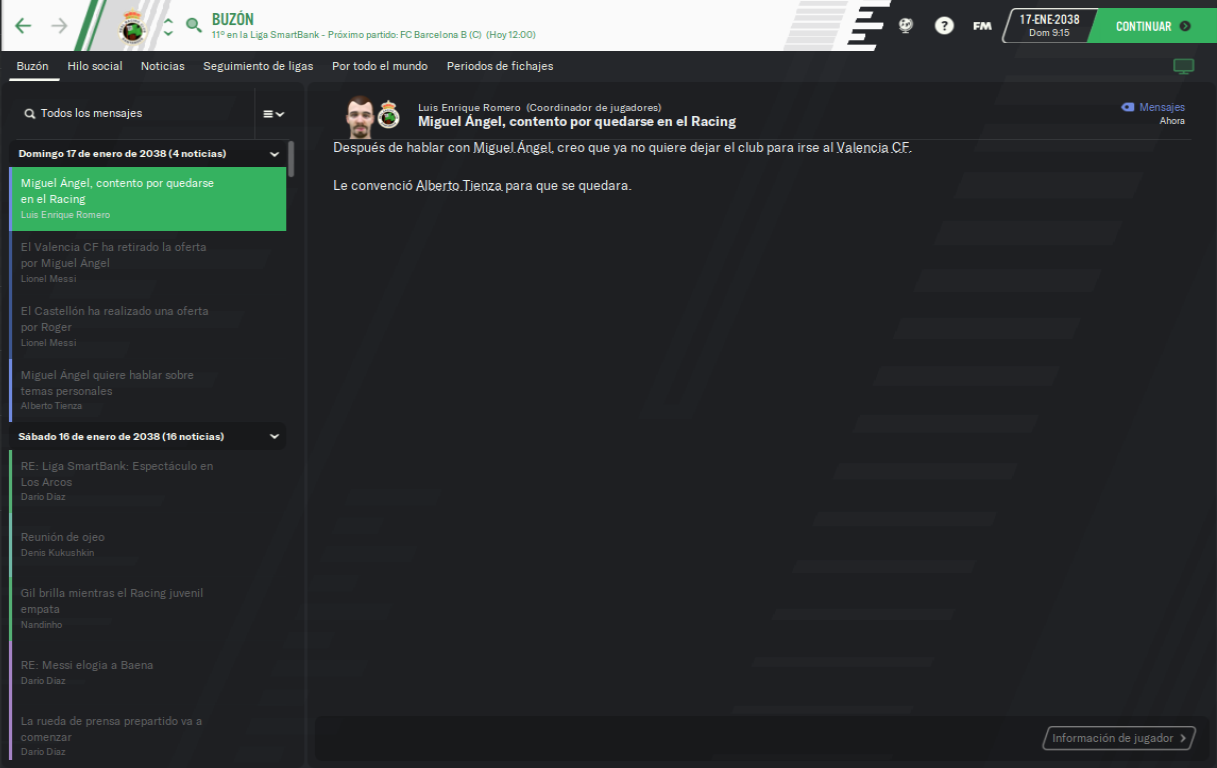 BUZÓN
11º en la Liga SmartBank - Próximo partido: FC Barcelona B (C) (Hoy 12:00)
?
FM
17-ENE-2038
Dom 9:15
CONTINUAR
Buzón Hilo social Noticias Seguimiento de ligas Por todo el mundo Periodos de fichajes
Todos los mensajes
Domingo 17 de enero de 2038 (4 noticias)
Miguel Ángel, contento por quedarse
en el Racing
Luis Enrique Romero
El Valencia CF ha retirado la oferta
por Miguel Ángel
Lionel Messi
El Castellón ha realizado una oferta
por Roger
Lionel Messi
Miguel Ángel quiere hablar sobre
temas personales
Alberto Tienza
Sábado 16 de enero de 2038 (16 noticias)
RE: Liga SmartBank: Espectáculo en
Los Arcos
Darío Díaz
Reunión de ojeo
Denis Kukushkin
Gil brilla mientras el Racing juvenil
empata
Nandinho
RE: Messi elogia a Baena
Darío Díaz
La rueda de prensa prepartido va a
comenzar
Darío Díaz
Luis Enrique Romero (Coordinador de jugadores)
Miguel Ángel, contento por quedarse en el Racing
Mensajes
Ahora
Después de hablar con Miguel Ángel, creo que ya no quiere dejar el club para irse al Valencia CF.
Le convenció Alberto Tienza para que se quedara.
Información de jugador